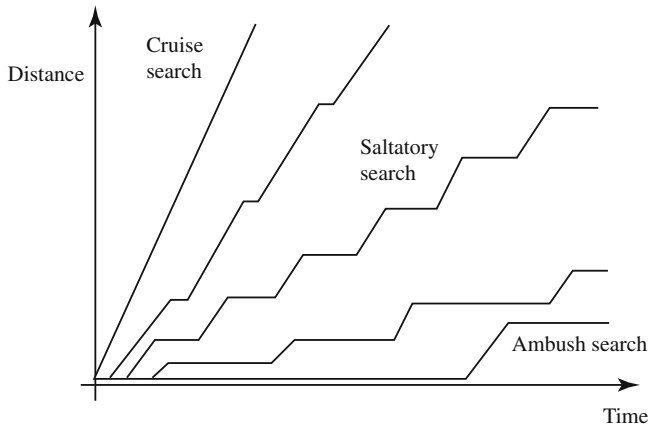 Cruise
search
Distance
Saltatory
search
Ambush search
Time